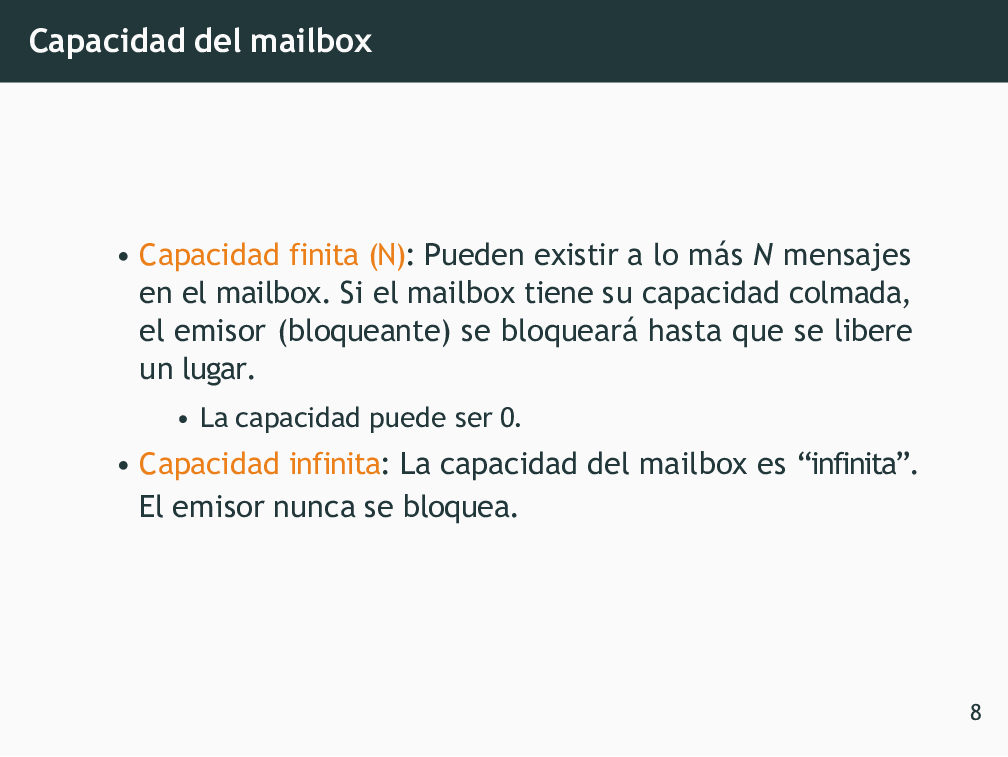 Capacidad del mailbox
• Capacidad finita (N): Pueden existir a lo más N mensajes
en el mailbox. Si el mailbox tiene su capacidad colmada,
el emisor (bloqueante) se bloqueará hasta que se libere
un lugar.
• La capacidad puede ser 0.
• Capacidad infinita: La capacidad del mailbox es “infinita”.
El emisor nunca se bloquea.
8